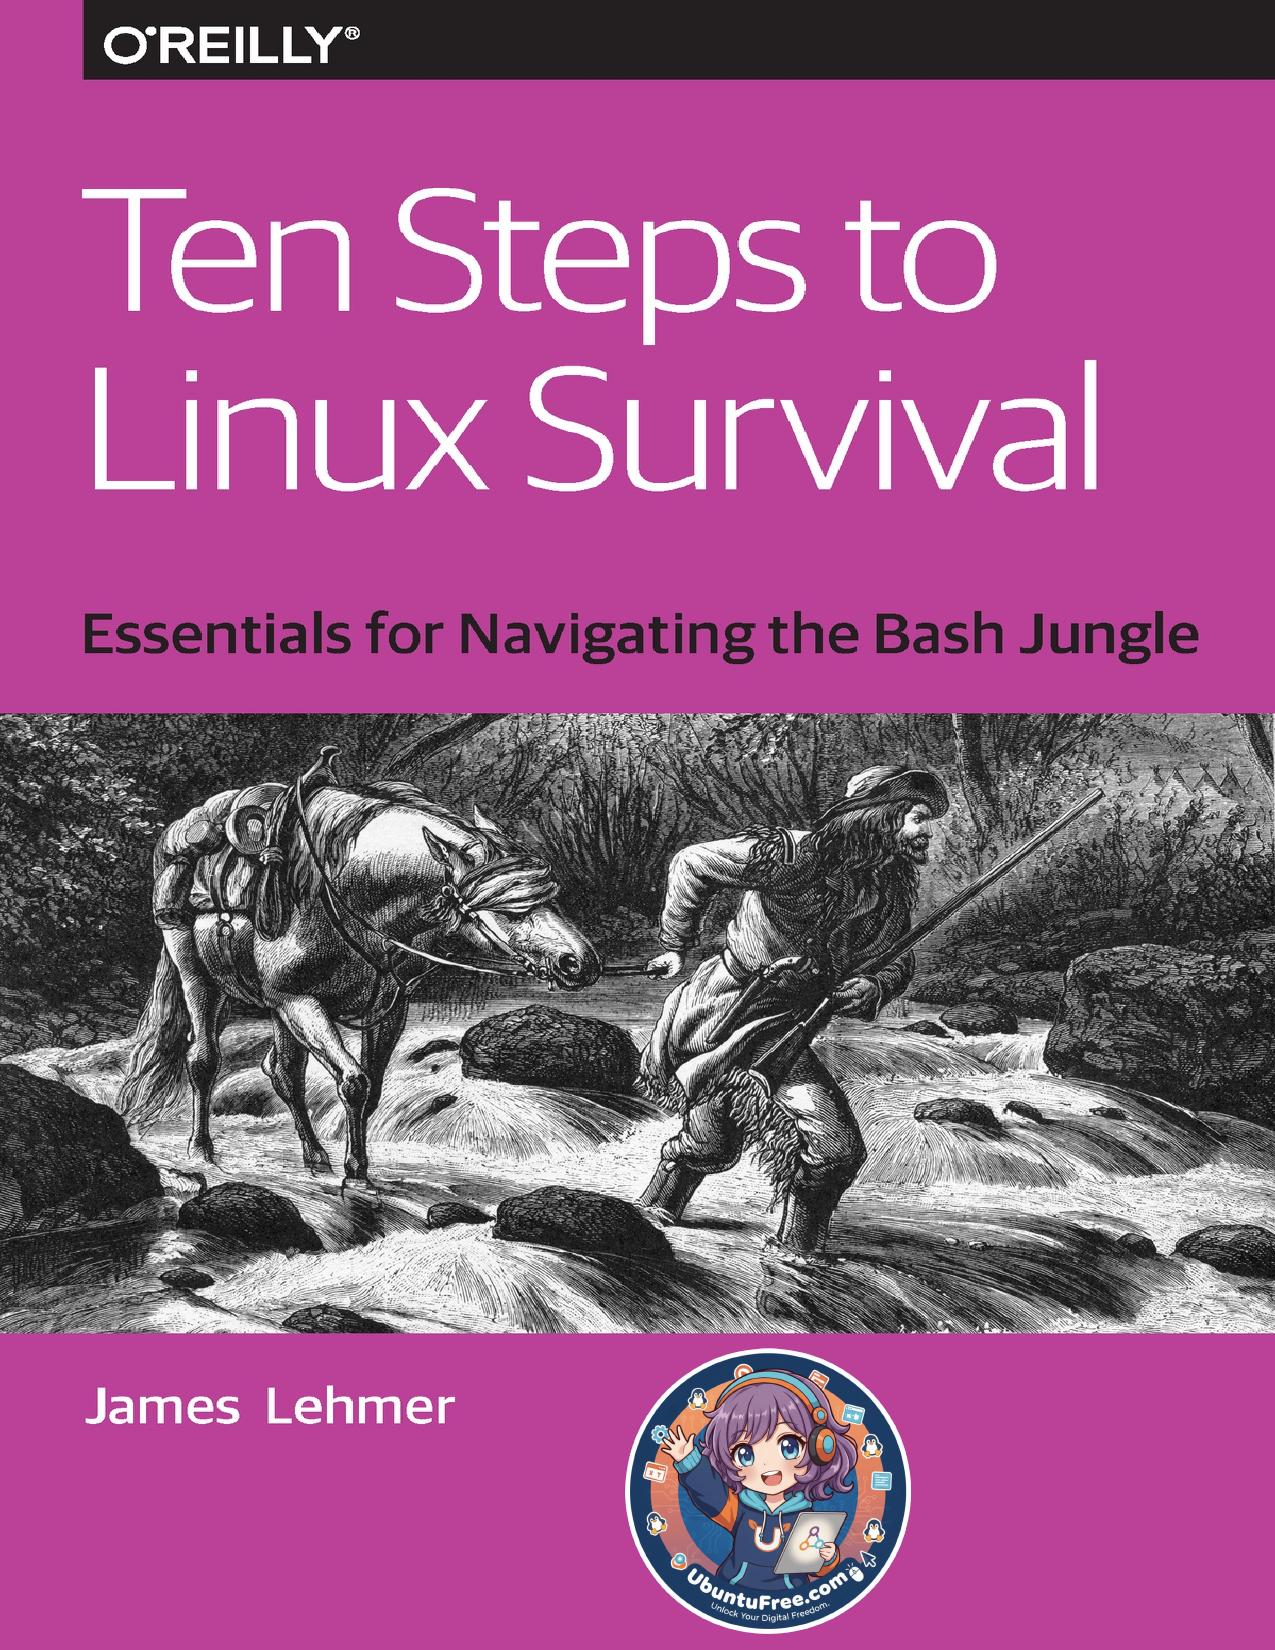 O'REILLY®
Ten Steps to
Linux Survival
Essentials for Navigating the Bash Jungle
James Lehmer
UbuntuFree.com
Unlock Your Digital Freedom.